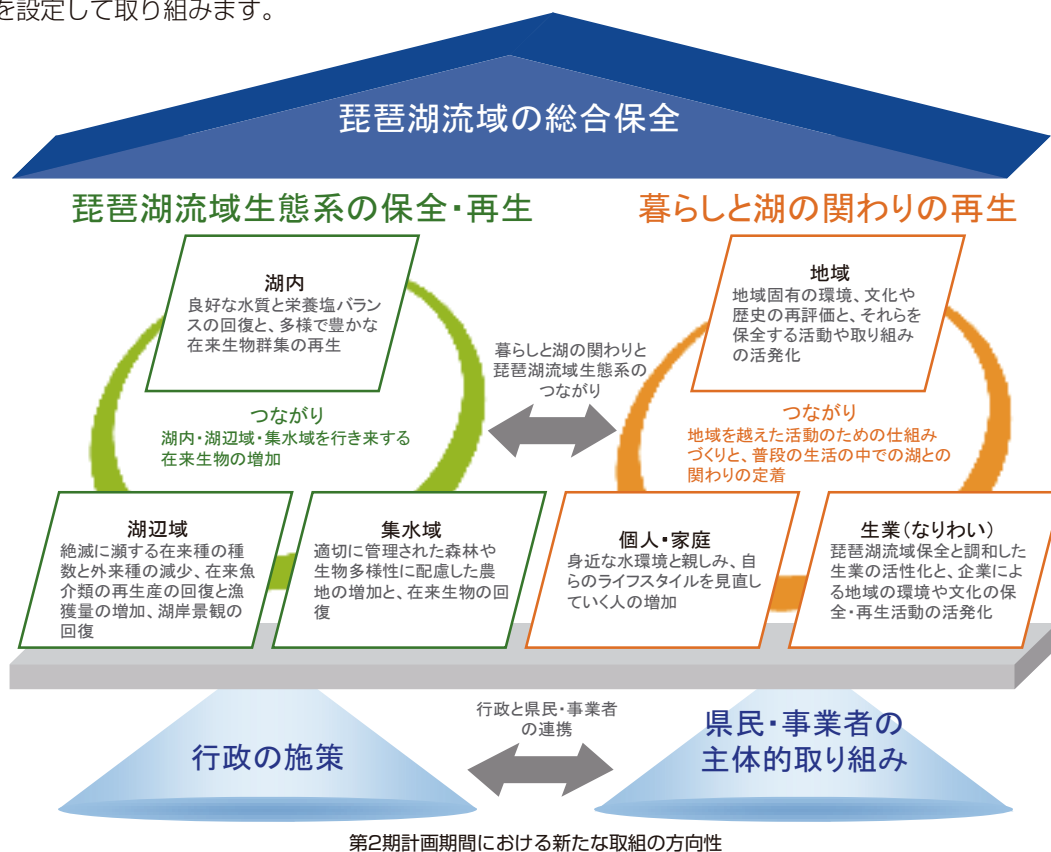 を設定して取り組みます。
琵琶湖流域の総合保全
琵琶湖流域生態系の保全・再生
湖内
良好な水質と栄養塩バラン
スの回復と、多様で豊かな
在来生物群集の再生
つながり
湖内・湖辺域・集水域を行き来する
在来生物の増加
湖辺域
絶滅に瀕する在来種の種
数と外来種の減少、在来魚
介類の再生産の回復と漁
獲量の増加、湖岸景観の
回復
集水域
適切に管理された森林や
生物多様性に配慮した農
地の増加と、在来生物の回
復
暮らしと湖の関わりと
琵琶湖流域生態系の
つながり
暮らしと湖の関わりの再生
地域
地域固有の環境、文化や
歴史の再評価と、それらを
保全する活動や取り組み
の活発化
つながり
地域を越えた活動のための仕組み
づくりと、普段の生活の中での湖との
関わりの定着
個人・家庭
身近な水環境と親しみ、自
らのライフスタイルを見直し
ていく人の増加
生業(なりわい)
琵琶湖流域保全と調和した
生業の活性化と、企業によ
る地域の環境や文化の保
全・再生活動の活発化
行政の施策
行政と県民・事業者
の連携
県民・事業者の
主体的取り組み
第2期計画期間における新たな取組の方向性